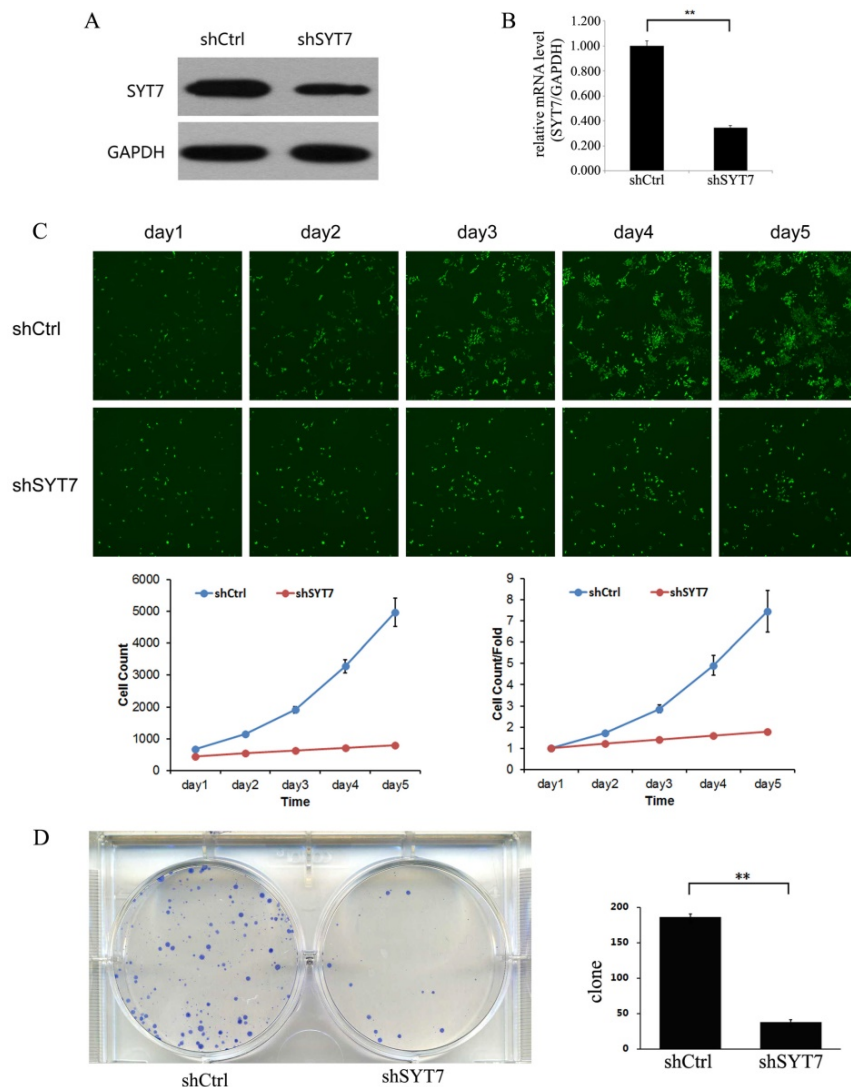 A
shCtrl
shSYT7
SYT7
GAPDH
B
**
relative mRNA level
(SYT7/GAPDH)
1.200
1.000
0.800
0.600
0.400
0.200
0.000
shCtrl
shSYT7
C
day1
day2
day3
day4
day5
shCtrl
shSYT7
shCtrl
shSYT7
Cell Count
6000
5000
4000
3000
2000
1000
0
day1
day2
day3
day4
day5
Time
shCtrl
shSYT7
Cell Count/Fold
9
8
7
6
5
4
3
2
1
0
day1
day2
day3
day4
day5
Time
D
shCtrl
shSYT7
**
clone
200
150
100
50
0
shCtrl
shSYT7